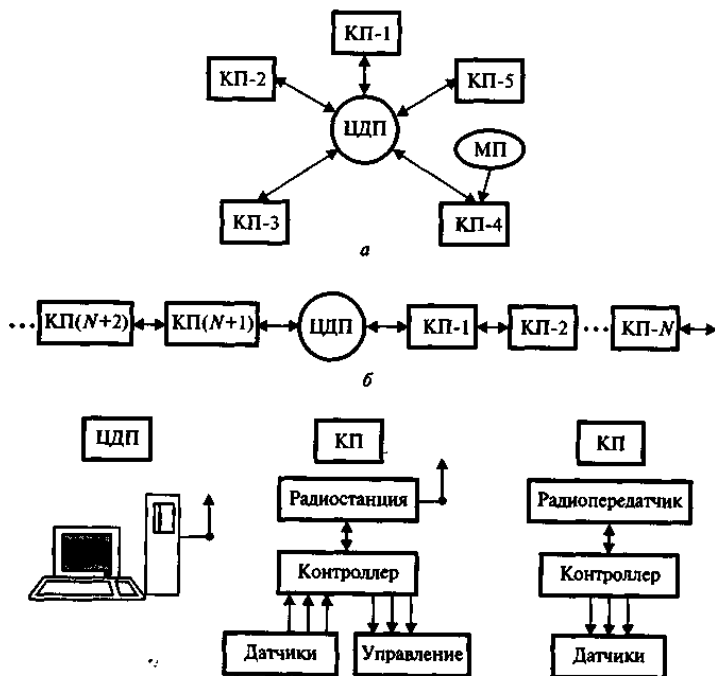 КП-1
КП-2
КП-5
ЦДП
МП
КП-3
КП-4
а
... КП(N+2)
КП(N+1)
ЦДП
КП-1
КП-2
... КП-N
б
ЦДП
КП
КП
Радиостанция
Радиопередатчик
Контроллер
Контроллер
Датчики
Управление
Датчики